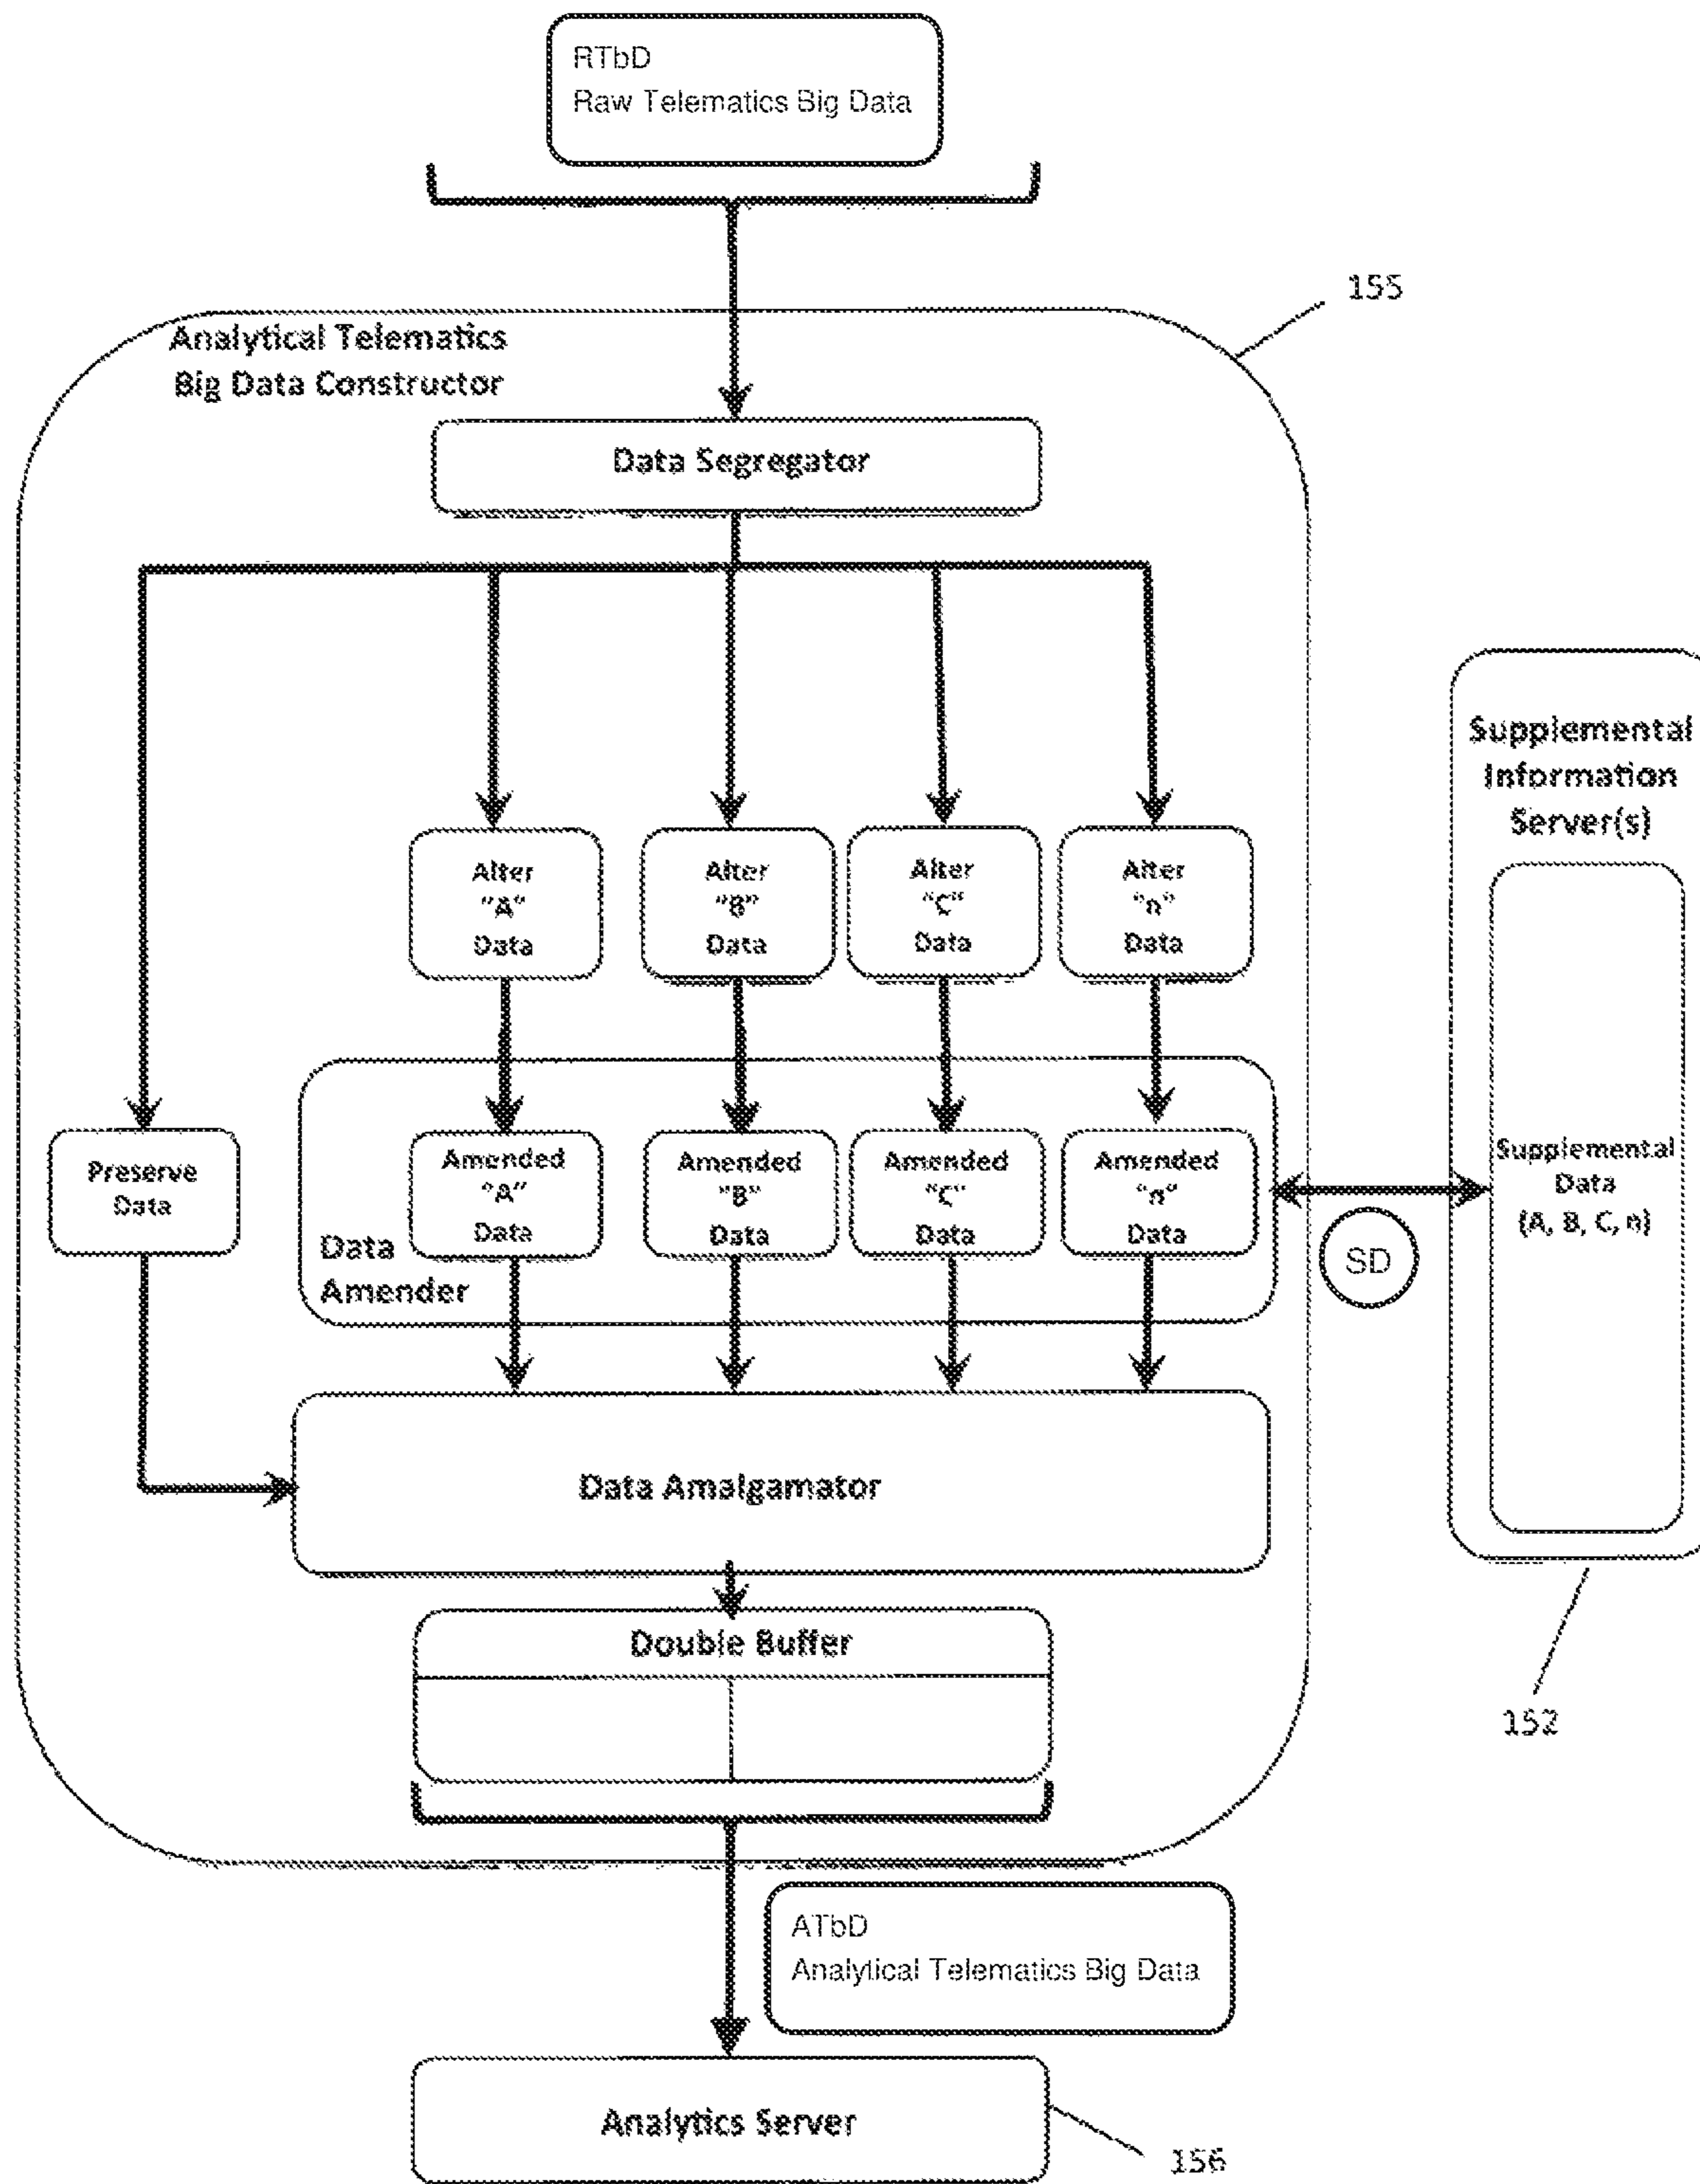 RTbD
Raw Telematics Big Data
155
Analytical Telematics
Big Data Constructor
Data Segregator
Supplemental
Information
Server(s)
Alter
"A"
Data
Alter
"B"
Data
Alter
"C"
Data
Alter
"n"
Data
Preserve
Data
Amended
"A"
Data
Amended
"B"
Data
Amended
"C"
Data
Amended
"n"
Data
Supplemental
Data
(A, B, C, n)
Data
Amender
SD
Data Amalgamator
Double Buffer
152
ATbD
Analytical Telematics Big Data
Analytics Server
156